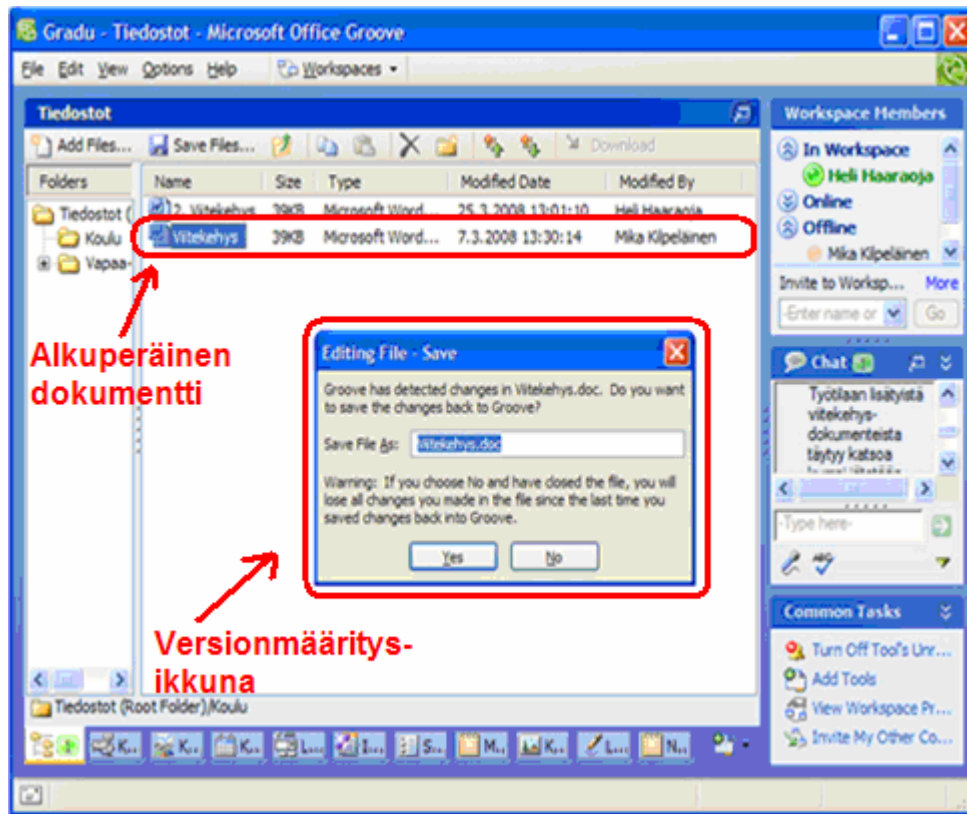 Gradu - Tiedostot - Microsoft Office Groove
File Edit View Options Help Workspaces
Tiedostot
Add Files... Save Files... Download
Folders Name Size Type Modified Date Modified By
Tiedostot (
Koulu
Vapaa-
2. Viitekehys 39KB Microsoft Word... 25.3.2008 13:01:10 Heli Haaraoja
Viitekehys 39KB Microsoft Word... 7.3.2008 13:30:14 Mika Kilpeläinen
Alkuperäinen
dokumentti
Editing File - Save
Groove has detected changes in Viitekehys.doc. Do you want
to save the changes back to Groove?
Save File As: Viitekehys.doc
Warning: If you choose No and have closed the file, you will
lose all changes you made in the file since the last time you
saved changes back into Groove.
Yes No
Versionmääritys-
ikkuna
Tiedostot (Root Folder)/Koulu
K... K... K... L... I... S... M... K... L... N...
Workspace Members
In Workspace
Heli Haaraoja
Online
Offline
Mika Kilpeläinen
Invite to Worksp... More
-Enter name or Go
Chat
Työtilaan lisätyistä
viitekehys-
dokumenteista
täytyy katsoa
-Type here-
ABC
Common Tasks
Turn Off Tool's Unr...
Add Tools
View Workspace Pr...
Invite My Other Co...